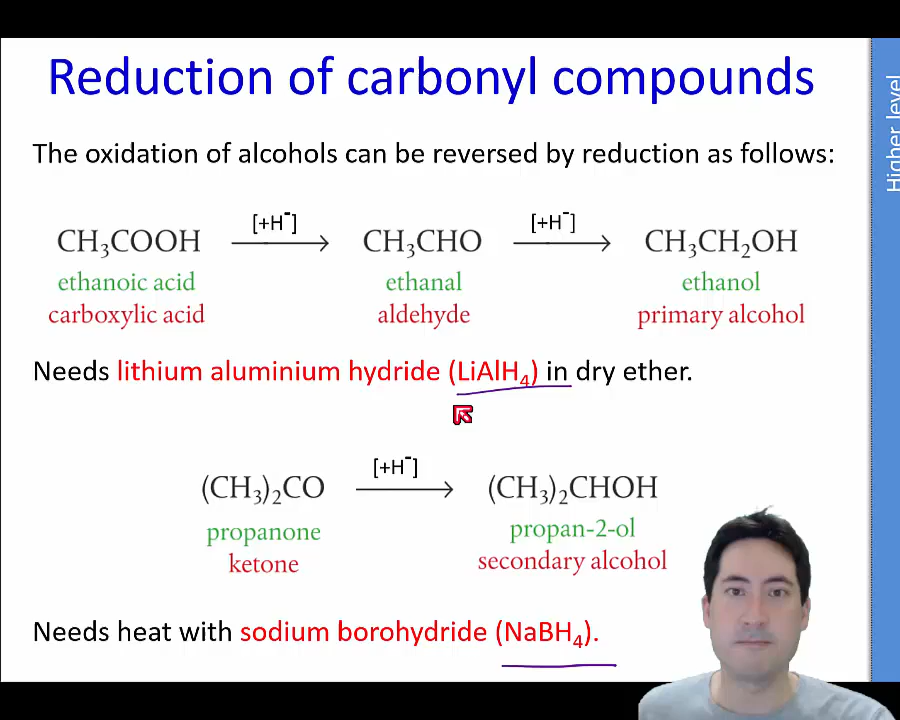 Reduction of carbonyl compounds
Higher level
The oxidation of alcohols can be reversed by reduction as follows:
[+H⁻] [+H⁻]
CH₃COOH CH₃CHO CH₃CH₂OH
ethanoic acid ethanal ethanol
carboxylic acid aldehyde primary alcohol
Needs lithium aluminium hydride (LiAlH₄) in dry ether.
[+H⁻]
(CH₃)₂CO (CH₃)₂CHOH
propanone propan-2-ol
ketone secondary alcohol
Needs heat with sodium borohydride (NaBH₄).